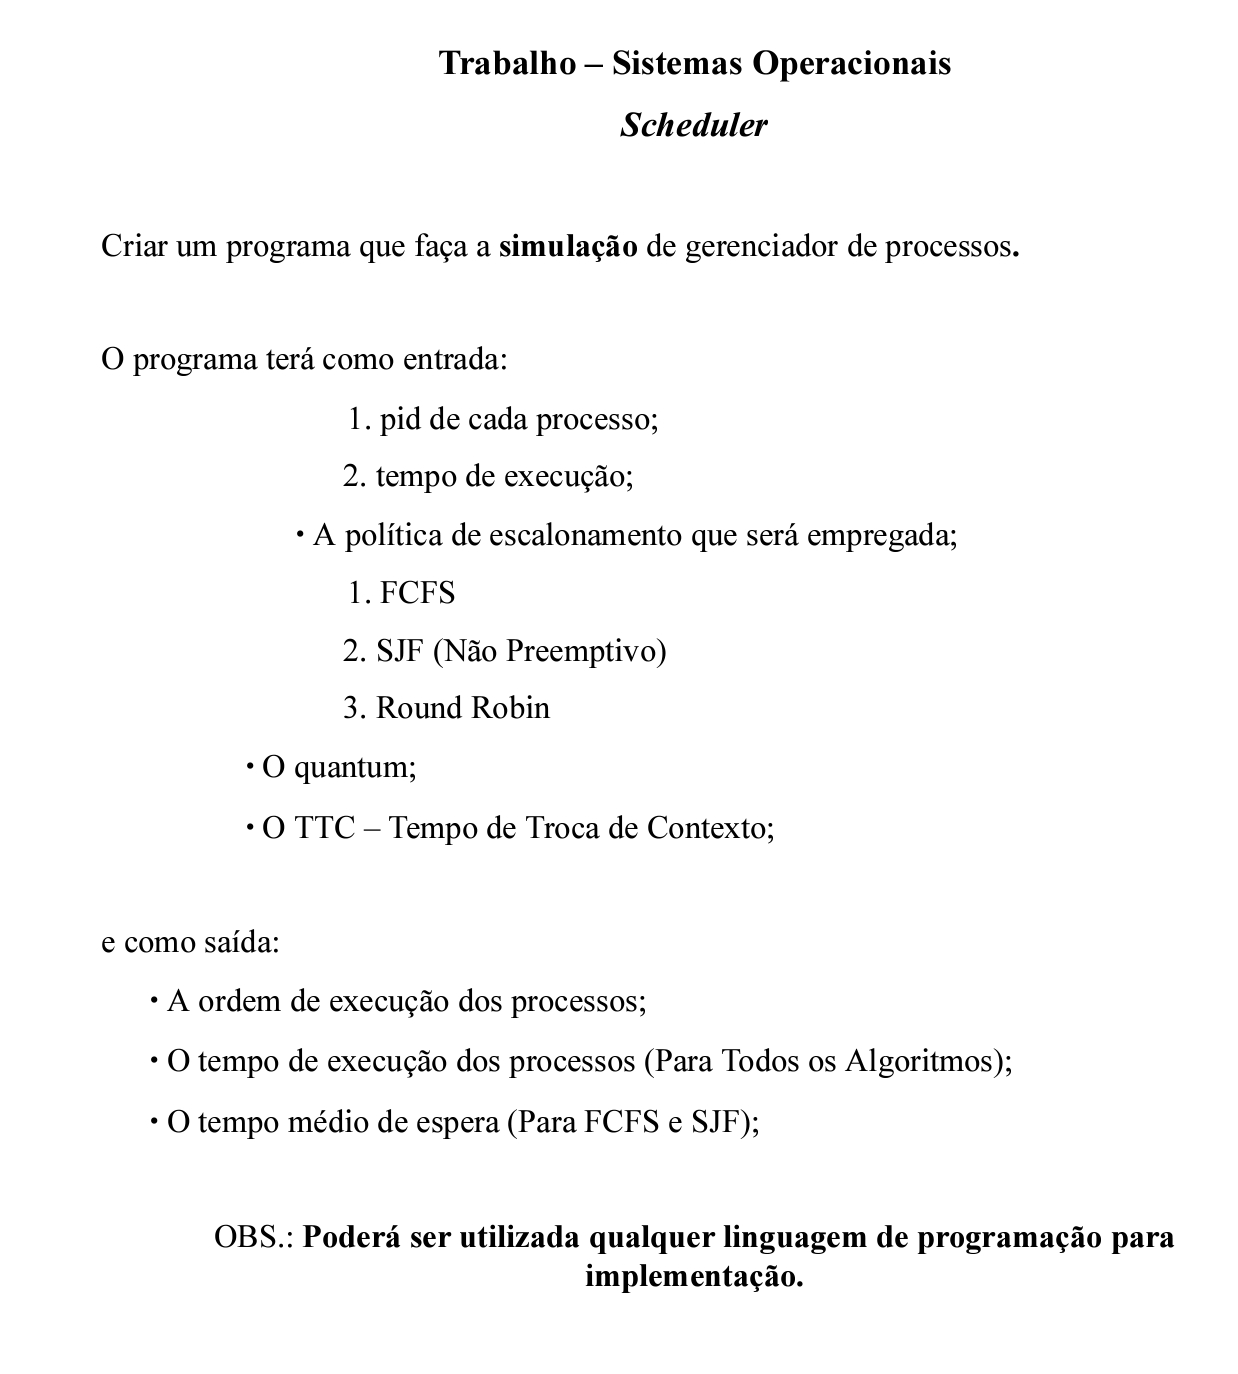 Trabalho – Sistemas Operacionais
Scheduler
Criar um programa que faça a simulação de gerenciador de processos.
O programa terá como entrada:
1. pid de cada processo;
2. tempo de execução;
• A política de escalonamento que será empregada;
1. FCFS
2. SJF (Não Preemptivo)
3. Round Robin
• O quantum;
• O TTC – Tempo de Troca de Contexto;
e como saída:
• A ordem de execução dos processos;
• O tempo de execução dos processos (Para Todos os Algoritmos);
• O tempo médio de espera (Para FCFS e SJF);
OBS.: Poderá ser utilizada qualquer linguagem de programação para
implementação.